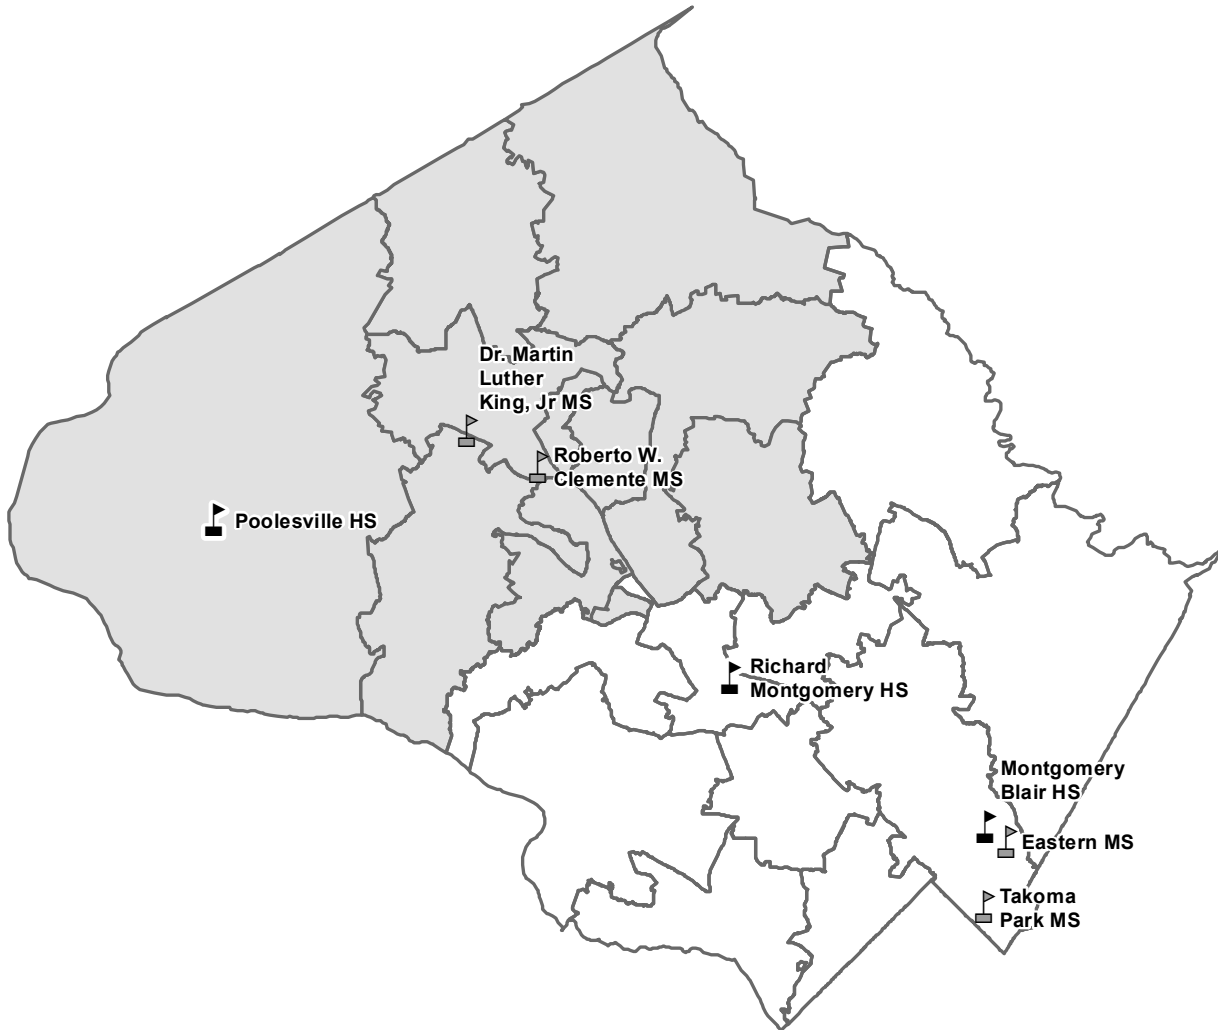 Dr. Martin
Luther
King, Jr MS
Roberto W.
Clemente MS
Poolesville HS
Richard
Montgomery HS
Montgomery
Blair HS
Eastern MS
Takoma
Park MS